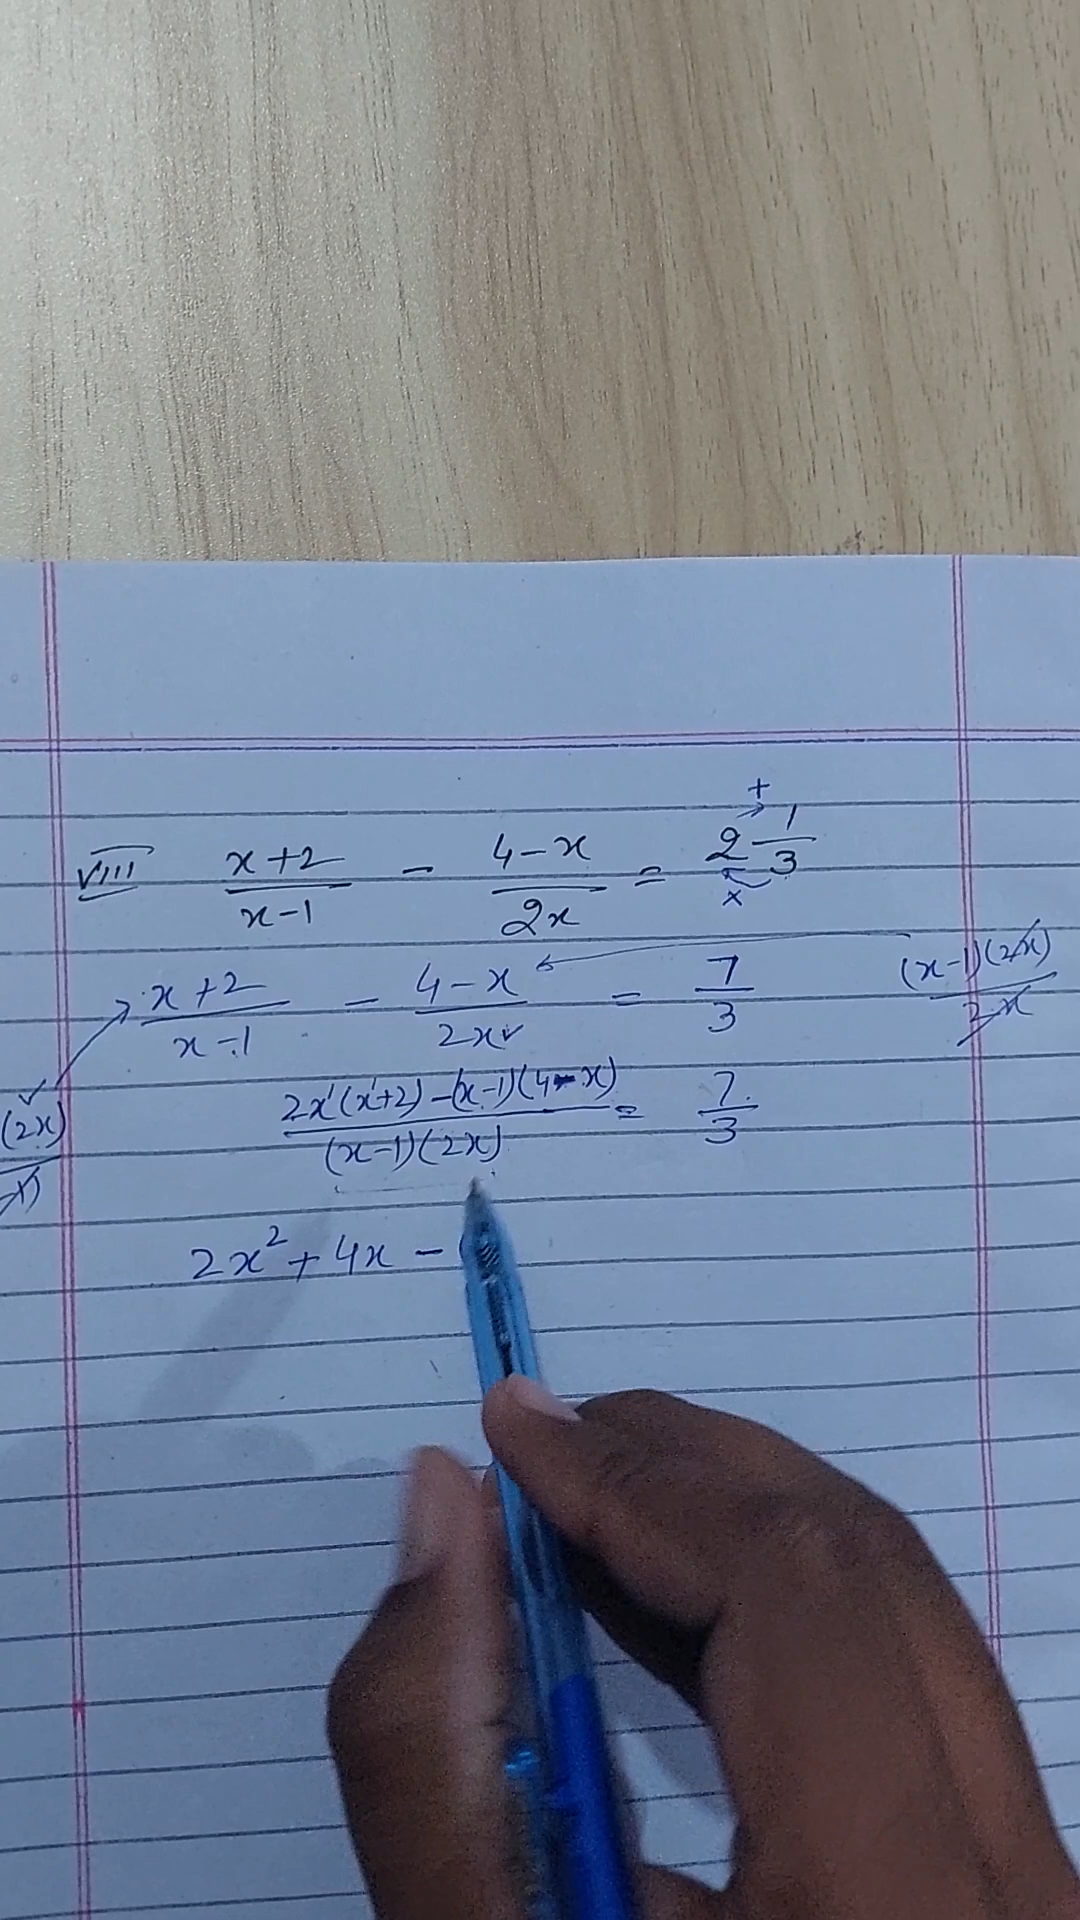 VIII (x+2)/(x-1) - (4-x)/(2x) = 2 1/3 + x
(x+2)/(x-1) - (4-x)/(2x) = 7/3 (x-1)(2x)/2x
(2x) (2x(x+2) - (x-1)(4-x))/((x-1)(2x)) = 7/3
2x² + 4x - (